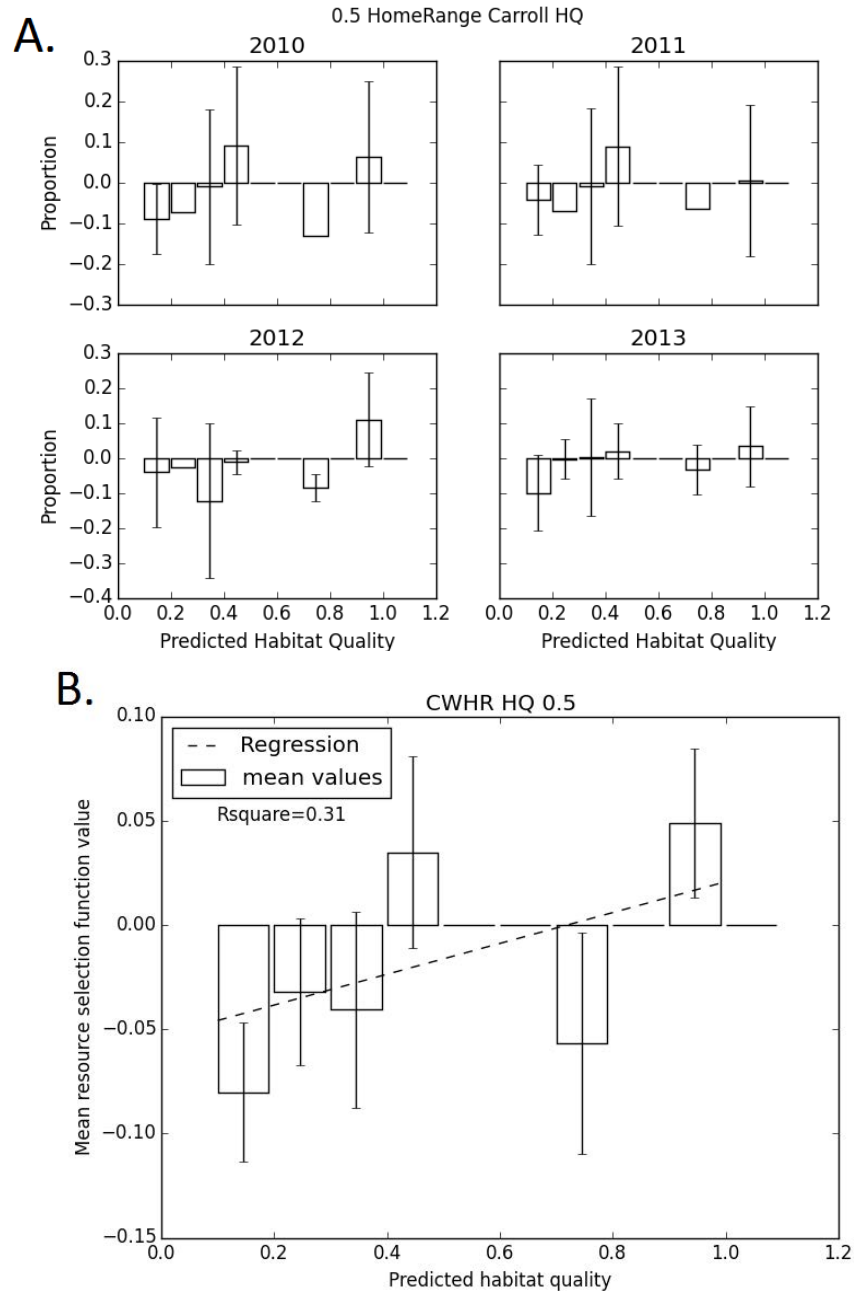 A.
0.5 HomeRange Carroll HQ
2010
2011
0.3
0.2
0.1
0.0
−0.1
−0.2
−0.3
Proportion
2012
2013
0.3
0.2
0.1
0.0
−0.1
−0.2
−0.3
−0.4
Proportion
0.0 0.2 0.4 0.6 0.8 1.0 1.2
0.0 0.2 0.4 0.6 0.8 1.0 1.2
Predicted Habitat Quality
Predicted Habitat Quality
B.
CWHR HQ 0.5
0.10
0.05
0.00
−0.05
−0.10
−0.15
Mean resource selection function value
Regression
mean values
Rsquare=0.31
0.0 0.2 0.4 0.6 0.8 1.0 1.2
Predicted habitat quality